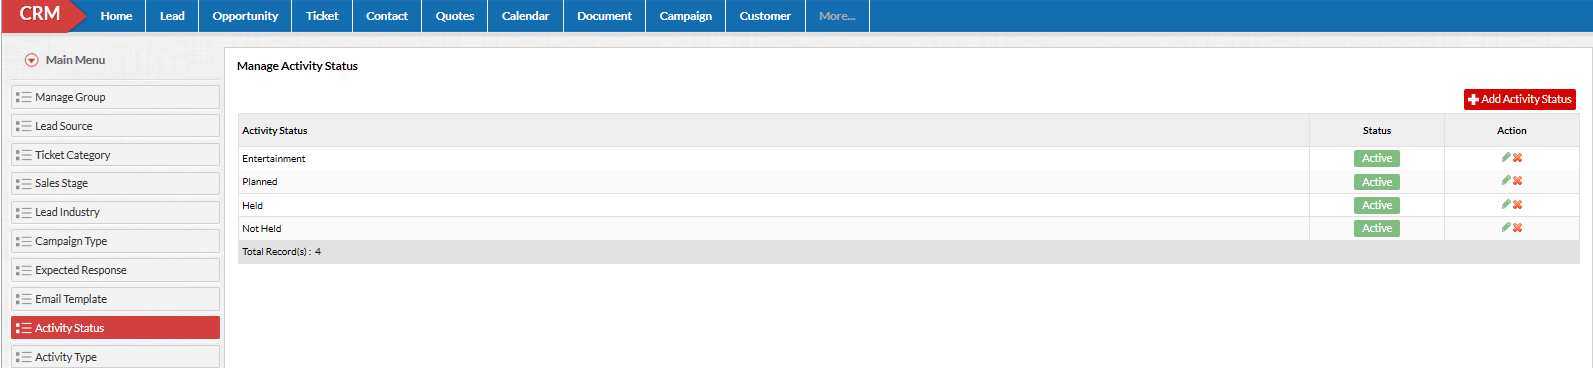 CRM Home Lead Opportunity Ticket Contact Quotes Calendar Document Campaign Customer More...
Main Menu
Manage Group
Lead Source
Ticket Category
Sales Stage
Lead Industry
Campaign Type
Expected Response
Email Template
Activity Status
Activity Type
Manage Activity Status
Add Activity Status
Activity Status Status Action
Entertainment Active
Planned Active
Held Active
Not Held Active
Total Record(s) : 4